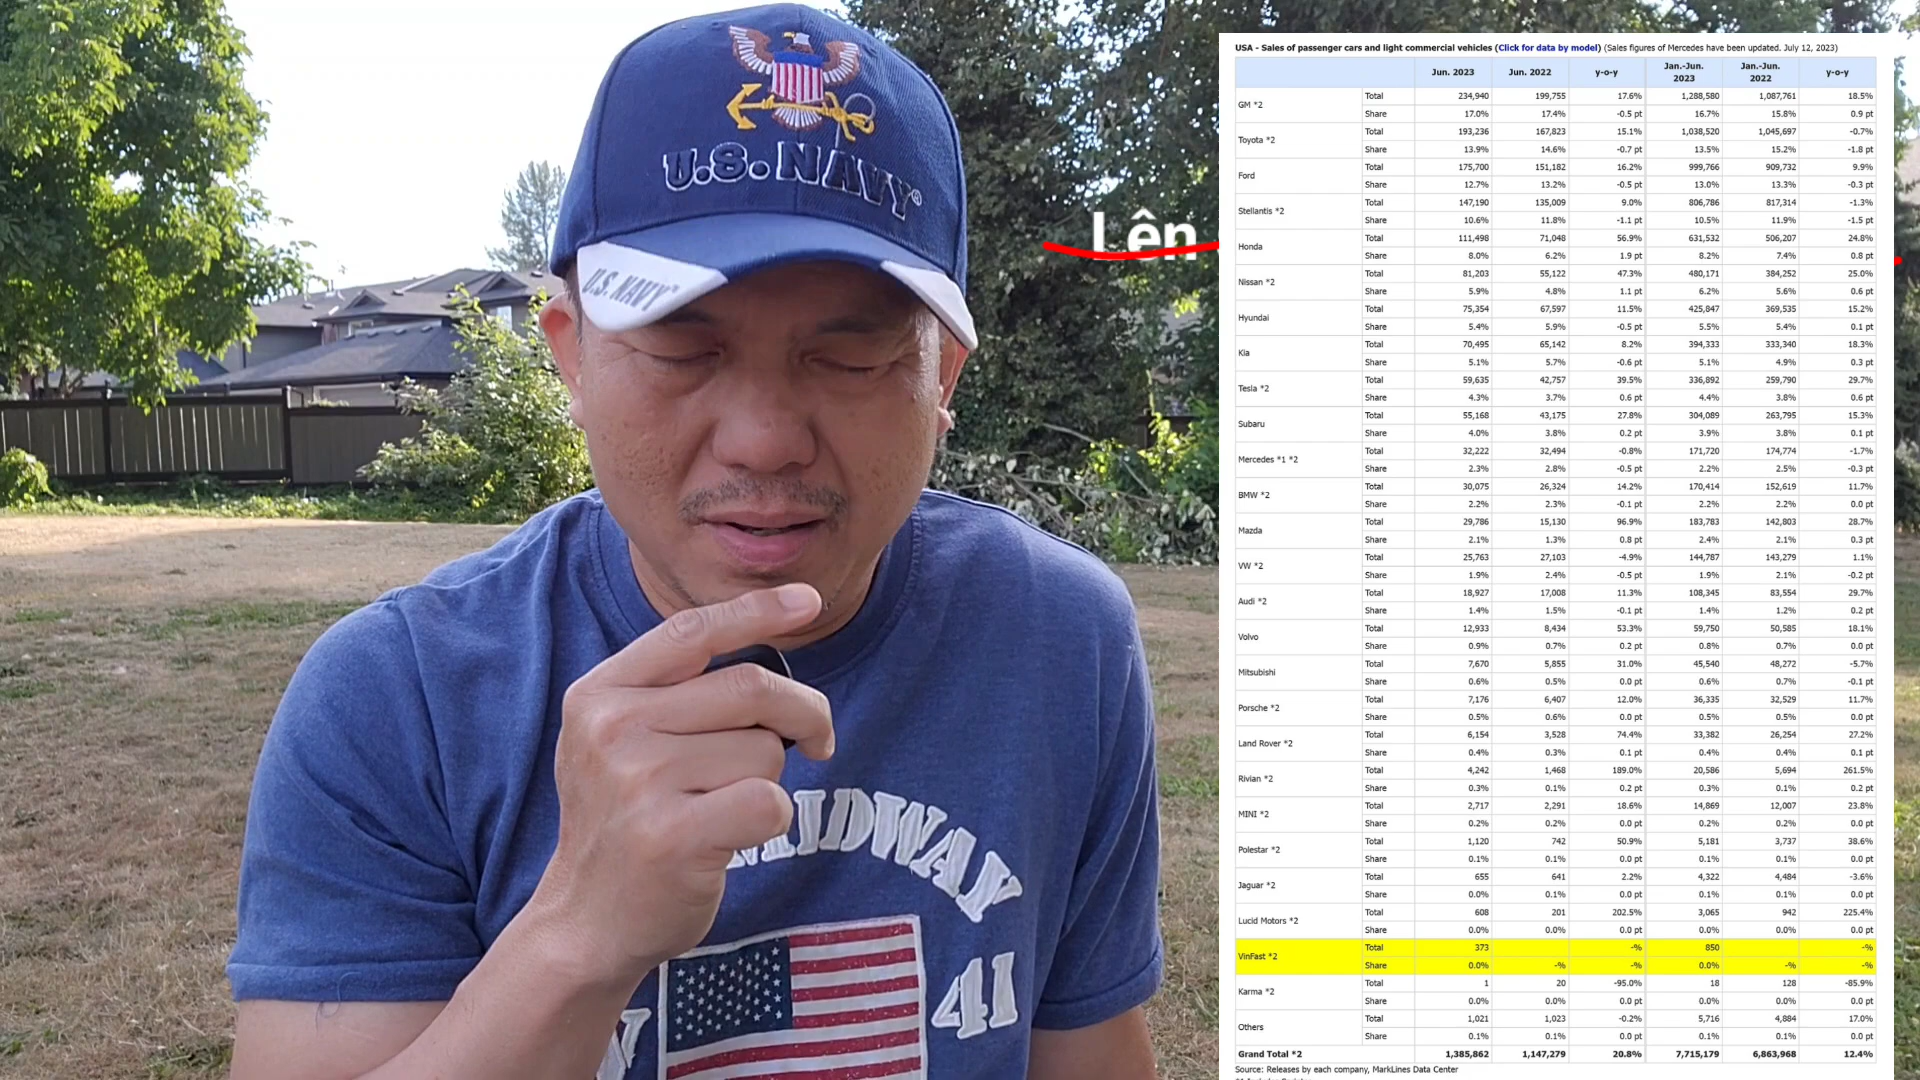 U.S. NAVY®
U.S. NAVY
MIDWAY
41
Lên
USA - Sales of passenger cars and light commercial vehicles (Click for data by model) (Sales figures of Mercedes have been updated. July 12, 2023)
Jun. 2023 Jun. 2022 y-o-y Jan.-Jun. 2023 Jan.-Jun. 2022 y-o-y
GM *2 Total 234,940 199,755 17.6% 1,288,580 1,087,761 18.5%
Share 17.0% 17.4% -0.5 pt 16.7% 15.8% 0.9 pt
Toyota *2 Total 193,236 167,823 15.1% 1,038,520 1,045,697 -0.7%
Share 13.9% 14.6% -0.7 pt 13.5% 15.2% -1.8 pt
Ford Total 175,700 151,182 16.2% 999,766 909,732 9.9%
Share 12.7% 13.2% -0.5 pt 13.0% 13.3% -0.3 pt
Stellantis *2 Total 147,190 135,009 9.0% 806,786 817,314 -1.3%
Share 10.6% 11.8% -1.1 pt 10.5% 11.9% -1.5 pt
Honda Total 111,498 71,048 56.9% 631,532 506,207 24.8%
Share 8.0% 6.2% 1.9 pt 8.2% 7.4% 0.8 pt
Nissan *2 Total 81,203 55,122 47.3% 480,171 384,252 25.0%
Share 5.9% 4.8% 1.1 pt 6.2% 5.6% 0.6 pt
Hyundai Total 75,354 67,597 11.5% 425,847 369,535 15.2%
Share 5.4% 5.9% -0.5 pt 5.5% 5.4% 0.1 pt
Kia Total 70,495 65,142 8.2% 394,333 333,340 18.3%
Share 5.1% 5.7% -0.6 pt 5.1% 4.9% 0.3 pt
Tesla *2 Total 59,635 42,757 39.5% 336,892 259,790 29.7%
Share 4.3% 3.7% 0.6 pt 4.4% 3.8% 0.6 pt
Subaru Total 55,168 43,175 27.8% 304,089 263,795 15.3%
Share 4.0% 3.8% 0.2 pt 3.9% 3.8% 0.1 pt
Mercedes *1 *2 Total 32,222 32,494 -0.8% 171,720 174,774 -1.7%
Share 2.3% 2.8% -0.5 pt 2.2% 2.5% -0.3 pt
BMW *2 Total 30,075 26,324 14.2% 170,414 152,619 11.7%
Share 2.2% 2.3% -0.1 pt 2.2% 2.2% 0.0 pt
Mazda Total 29,786 15,130 96.9% 183,783 142,803 28.7%
Share 2.1% 1.3% 0.8 pt 2.4% 2.1% 0.3 pt
VW *2 Total 25,763 27,103 -4.9% 144,787 143,279 1.1%
Share 1.9% 2.4% -0.5 pt 1.9% 2.1% -0.2 pt
Audi *2 Total 18,927 17,008 11.3% 108,345 83,554 29.7%
Share 1.4% 1.5% -0.1 pt 1.4% 1.2% 0.2 pt
Volvo Total 12,933 8,434 53.3% 59,750 50,585 18.1%
Share 0.9% 0.7% 0.2 pt 0.8% 0.7% 0.0 pt
Mitsubishi Total 7,670 5,855 31.0% 45,540 48,272 -5.7%
Share 0.6% 0.5% 0.0 pt 0.6% 0.7% -0.1 pt
Porsche *2 Total 7,176 6,407 12.0% 36,335 32,529 11.7%
Share 0.5% 0.6% 0.0 pt 0.5% 0.5% 0.0 pt
Land Rover *2 Total 6,154 3,528 74.4% 33,382 26,254 27.2%
Share 0.4% 0.3% 0.1 pt 0.4% 0.4% 0.1 pt
Rivian *2 Total 4,242 1,468 189.0% 20,586 5,694 261.5%
Share 0.3% 0.1% 0.2 pt 0.3% 0.1% 0.2 pt
MINI *2 Total 2,717 2,291 18.6% 14,869 12,007 23.8%
Share 0.2% 0.2% 0.0 pt 0.2% 0.2% 0.0 pt
Polestar *2 Total 1,120 742 50.9% 5,181 3,737 38.6%
Share 0.1% 0.1% 0.0 pt 0.1% 0.1% 0.0 pt
Jaguar *2 Total 655 641 2.2% 4,322 4,484 -3.6%
Share 0.0% 0.1% 0.0 pt 0.1% 0.1% 0.0 pt
Lucid Motors *2 Total 608 201 202.5% 3,065 942 225.4%
Share 0.0% 0.0% 0.0 pt 0.0% 0.0% 0.0 pt
VinFast *2 Total 373 -% 850 -%
Share 0.0% -% -% 0.0% -% -%
Karma *2 Total 1 20 -95.0% 18 128 -85.9%
Share 0.0% 0.0% 0.0 pt 0.0% 0.0% 0.0 pt
Others Total 1,021 1,023 -0.2% 5,716 4,884 17.0%
Share 0.1% 0.1% 0.0 pt 0.1% 0.1% 0.0 pt
Grand Total *2 1,385,862 1,147,279 20.8% 7,715,179 6,863,968 12.4%
Source: Releases by each company, MarkLines Data Center